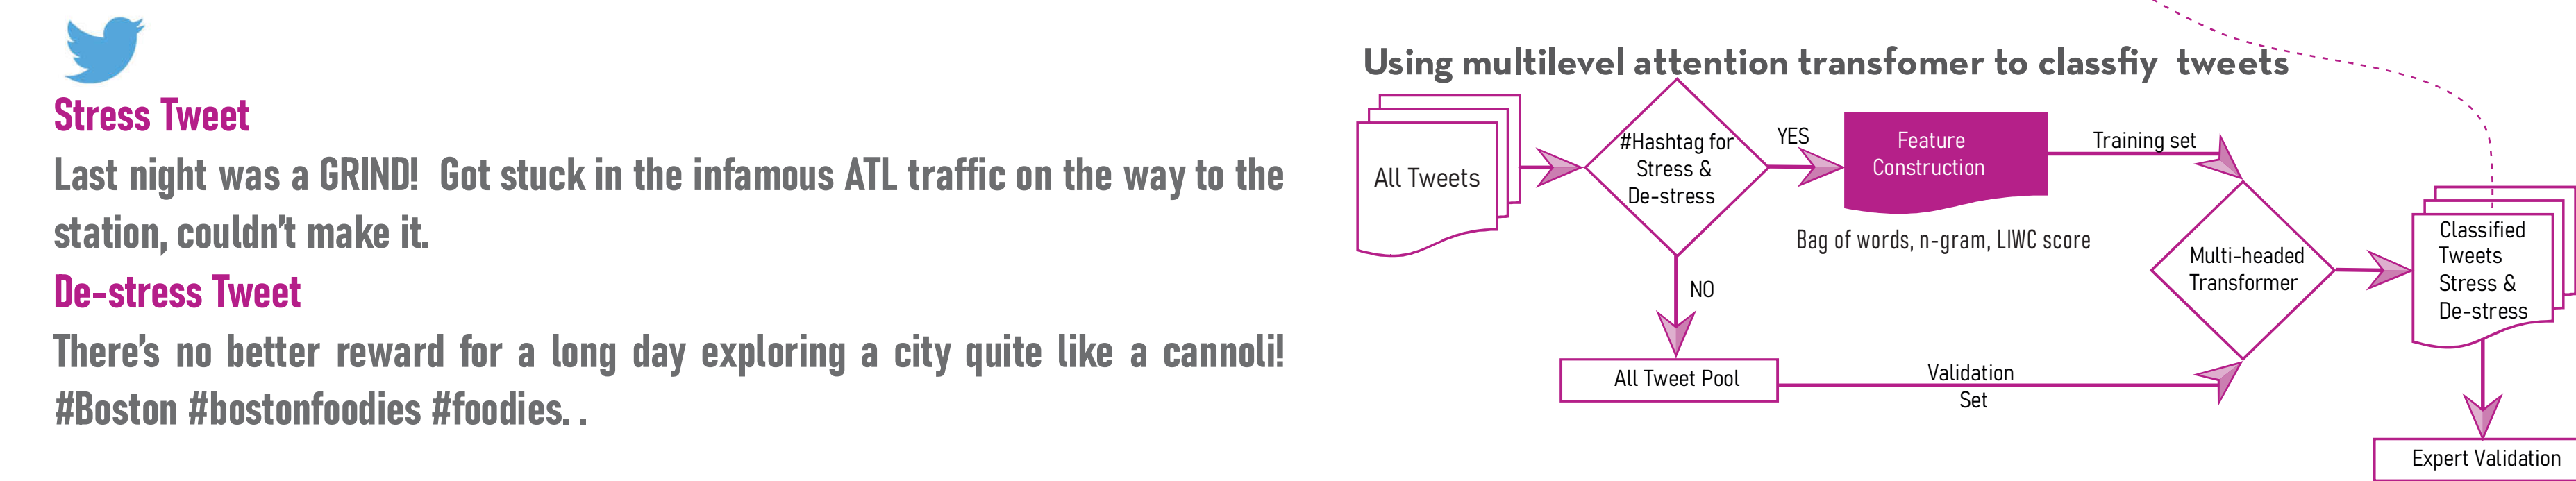 Stress Tweet
Last night was a GRIND! Got stuck in the infamous ATL traffic on the way to the
station, couldn't make it.
De-stress Tweet
There's no better reward for a long day exploring a city quite like a cannoli!
#Boston #bostonfoodies #foodies. .
Using multilevel attention transfomer to classfiy tweets
All Tweets
#Hashtag for
Stress &
De-stress
YES
Feature
Construction
Training set
Bag of words, n-gram, LIWC score
NO
All Tweet Pool
Validation
Set
Multi-headed
Transformer
Classified
Tweets
Stress &
De-stress
Expert Validation